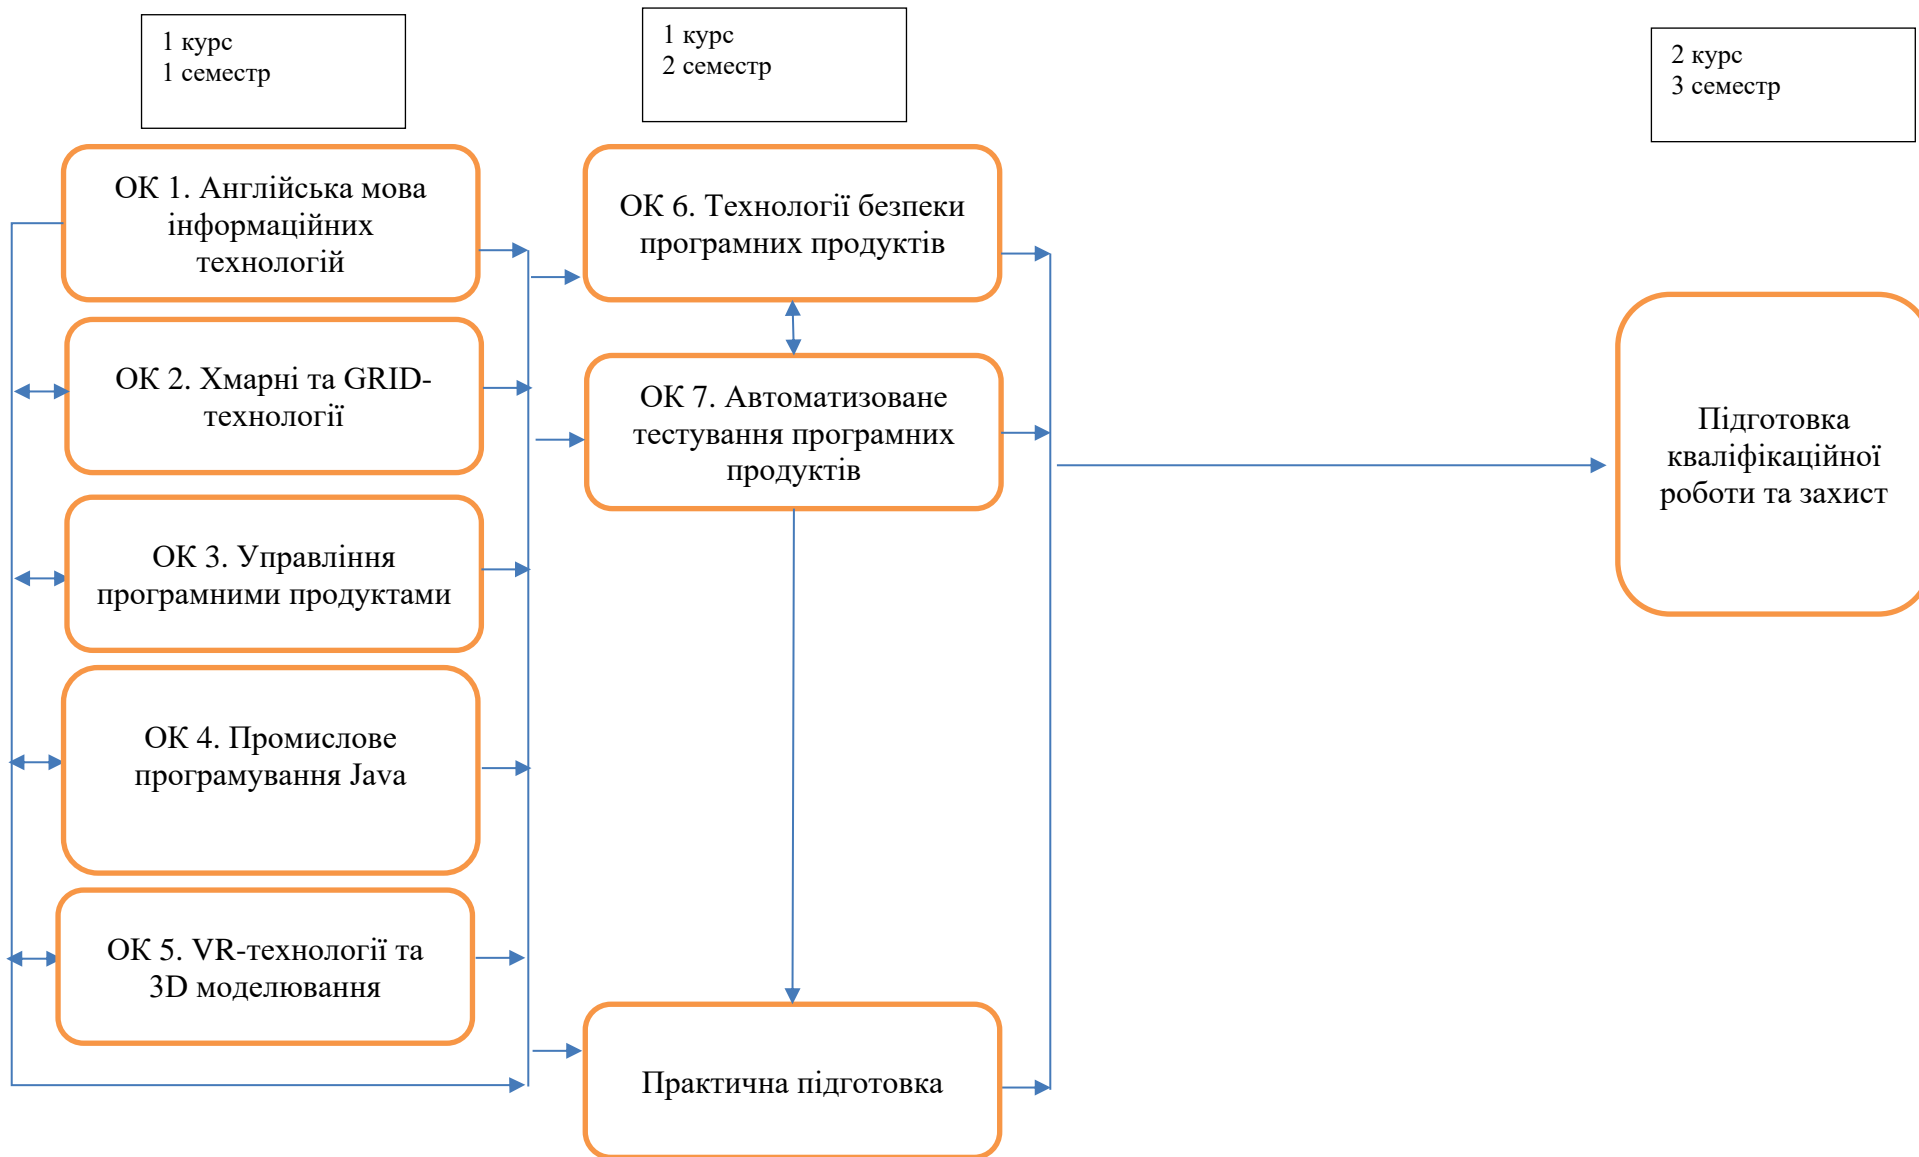 1 курс
1 семестр
1 курс
2 семестр
2 курс
3 семестр
ОК 1. Англійська мова
інформаційних
технологій
ОК 2. Хмарні та GRID-
технології
ОК 3. Управління
програмними продуктами
ОК 4. Промислове
програмування Java
ОК 5. VR-технології та
3D моделювання
ОК 6. Технології безпеки
програмних продуктів
ОК 7. Автоматизоване
тестування програмних
продуктів
Практична підготовка
Підготовка
кваліфікаційної
роботи та захист